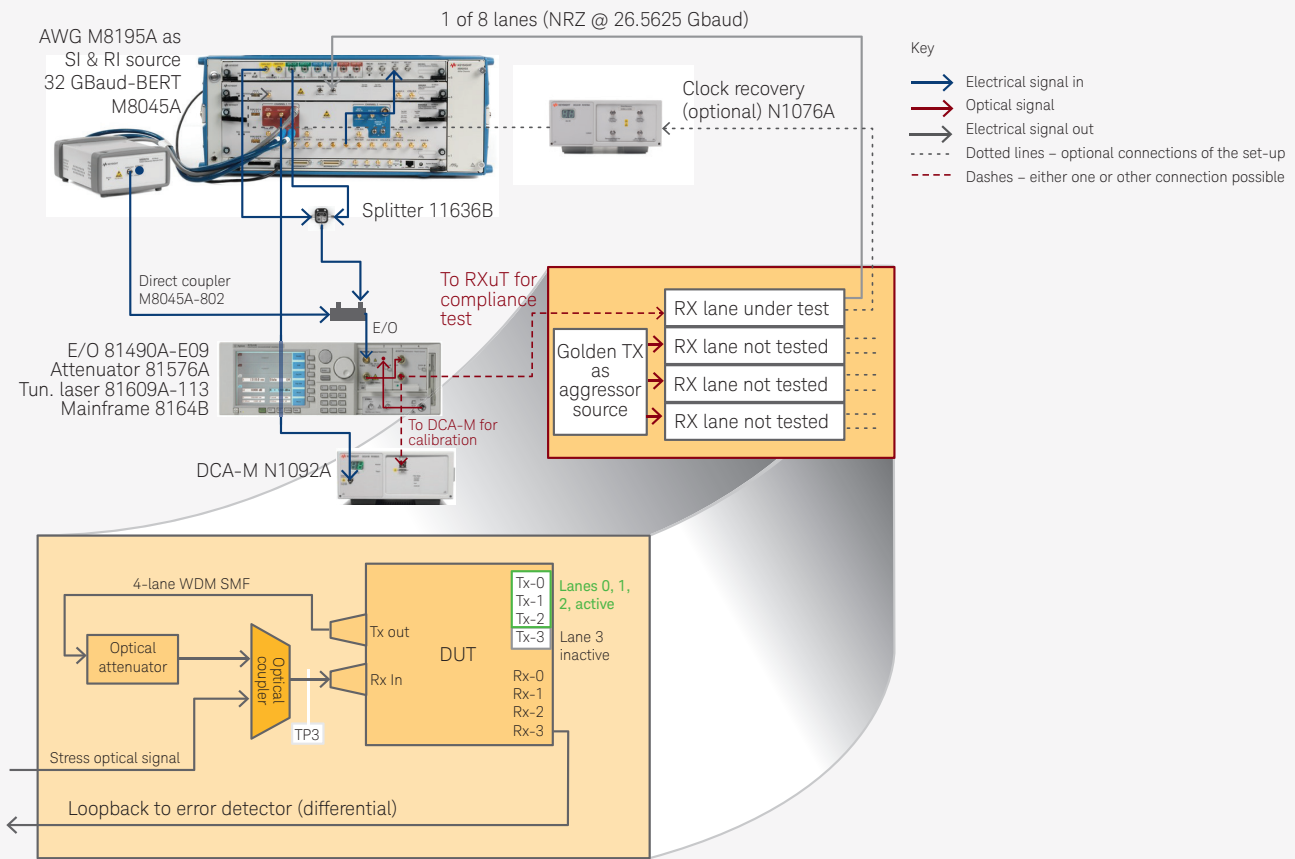 1 of 8 lanes (NRZ @ 26.5625 Gbaud)
AWG M8195A as
SI & RI source
32 GBaud-BERT
M8045A
Clock recovery
(optional) N1076A
Key
Electrical signal in
Optical signal
Electrical signal out
Dotted lines – optional connections of the set-up
Dashes – either one or other connection possible
Splitter 11636B
Direct coupler
M8045A-802
E/O
To RXuT for
compliance
test
E/O 81490A-E09
Attenuator 81576A
Tun. laser 81609A-113
Mainframe 8164B
To DCA-M for
calibration
DCA-M N1092A
Golden TX
as
aggressor
source
RX lane under test
RX lane not tested
RX lane not tested
RX lane not tested
4-lane WDM SMF
Optical
attenuator
Optical
coupler
TP3
Tx out
Rx In
DUT
Tx-0
Tx-1
Tx-2
Tx-3
Lanes 0, 1,
2, active
Lane 3
inactive
Rx-0
Rx-1
Rx-2
Rx-3
Stress optical signal
Loopback to error detector (differential)